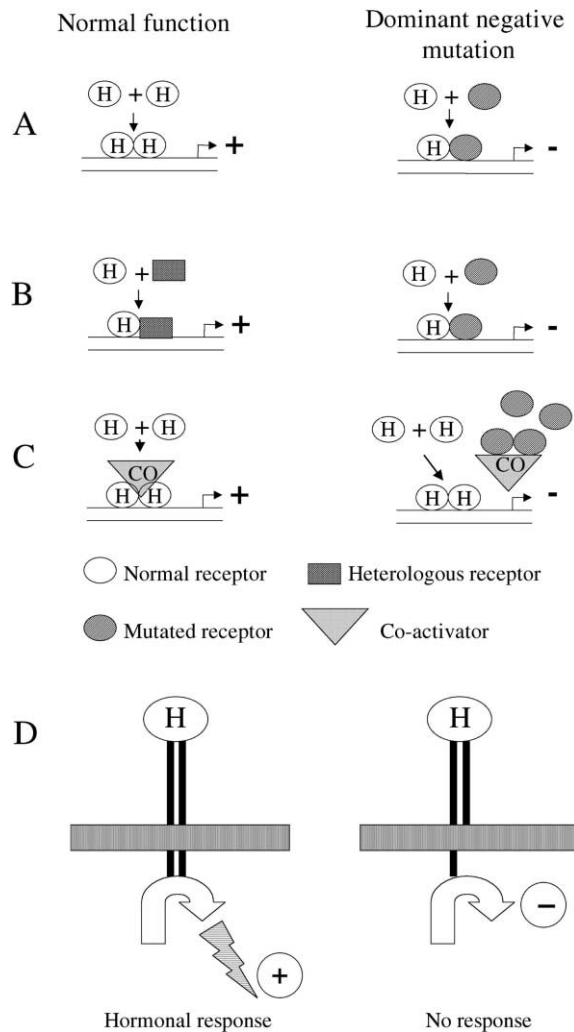 Normal function
Dominant negative
mutation
A
H + H
H + 
H H
+
H
-
B
H +
H +
H
+
H
-
C
H + H
H + H
CO
CO
H H
+
H H
-
Normal receptor
Heterologous receptor
Mutated receptor
Co-activator
D
H
H
+
−
Hormonal response
No response